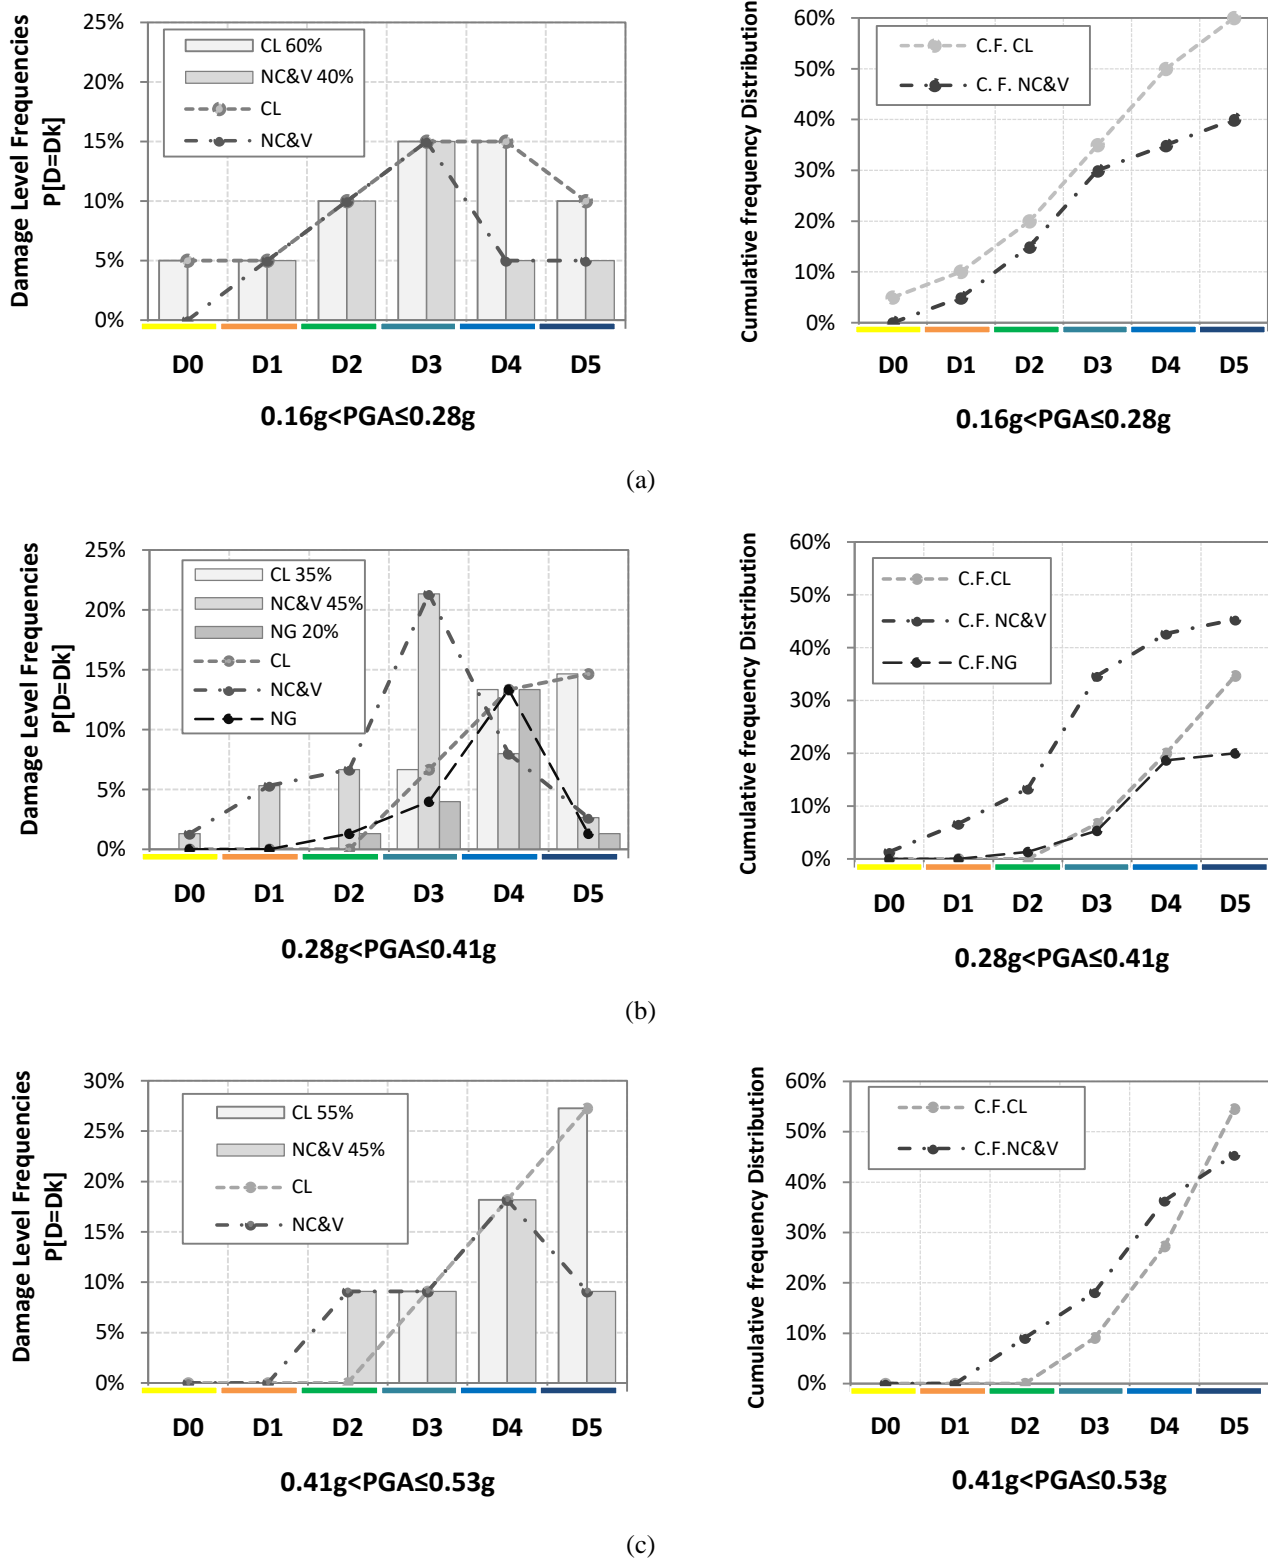 Damage Level Frequencies
P[D=Dk]
25%
20%
15%
10%
5%
0%
CL 60%
NC&V 40%
CL
NC&V
D0 D1 D2 D3 D4 D5
0.16g<PGA≤0.28g
Cumulative frequency Distribution
60%
50%
40%
30%
20%
10%
0%
C.F. CL
C. F. NC&V
D0 D1 D2 D3 D4 D5
0.16g<PGA≤0.28g
(a)
Damage Level Frequencies
P[D=Dk]
25%
20%
15%
10%
5%
0%
CL 35%
NC&V 45%
NG 20%
CL
NC&V
NG
D0 D1 D2 D3 D4 D5
0.28g<PGA≤0.41g
Cumulative frequency Distribution
60%
50%
40%
30%
20%
10%
0%
C.F.CL
C.F. NC&V
C.F.NG
D0 D1 D2 D3 D4 D5
0.28g<PGA≤0.41g
(b)
Damage Level Frequencies
P[D=Dk]
30%
25%
20%
15%
10%
5%
0%
CL 55%
NC&V 45%
CL
NC&V
D0 D1 D2 D3 D4 D5
0.41g<PGA≤0.53g
Cumulative frequency Distribution
60%
50%
40%
30%
20%
10%
0%
C.F.CL
C.F.NC&V
D0 D1 D2 D3 D4 D5
0.41g<PGA≤0.53g
(c)